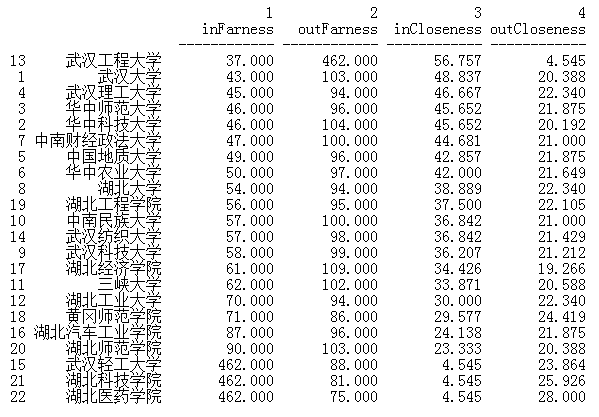 1 2 3 4
inFarness outFarness inCloseness outCloseness
------------ ------------ ------------ ------------
13 武汉工程大学 37.000 462.000 56.757 4.545
1 武汉大学 43.000 103.000 48.837 20.388
4 武汉理工大学 45.000 94.000 46.667 22.340
3 华中师范大学 46.000 96.000 45.652 21.875
2 华中科技大学 46.000 104.000 45.652 20.192
7 中南财经政法大学 47.000 100.000 44.681 21.000
5 中国地质大学 49.000 96.000 42.857 21.875
6 华中农业大学 50.000 97.000 42.000 21.649
8 湖北大学 54.000 94.000 38.889 22.340
19 湖北工程学院 56.000 95.000 37.500 22.105
10 中南民族大学 57.000 100.000 36.842 21.000
14 武汉纺织大学 57.000 98.000 36.842 21.429
9 武汉科技大学 58.000 99.000 36.207 21.212
17 湖北经济学院 61.000 109.000 34.426 19.266
11 三峡大学 62.000 102.000 33.871 20.588
12 湖北工业大学 70.000 94.000 30.000 22.340
18 黄冈师范学院 71.000 86.000 29.577 24.419
16 湖北汽车工业学院 87.000 96.000 24.138 21.875
20 湖北师范学院 90.000 103.000 23.333 20.388
15 武汉轻工大学 462.000 88.000 4.545 23.864
21 湖北科技学院 462.000 81.000 4.545 25.926
22 湖北医药学院 462.000 75.000 4.545 28.000